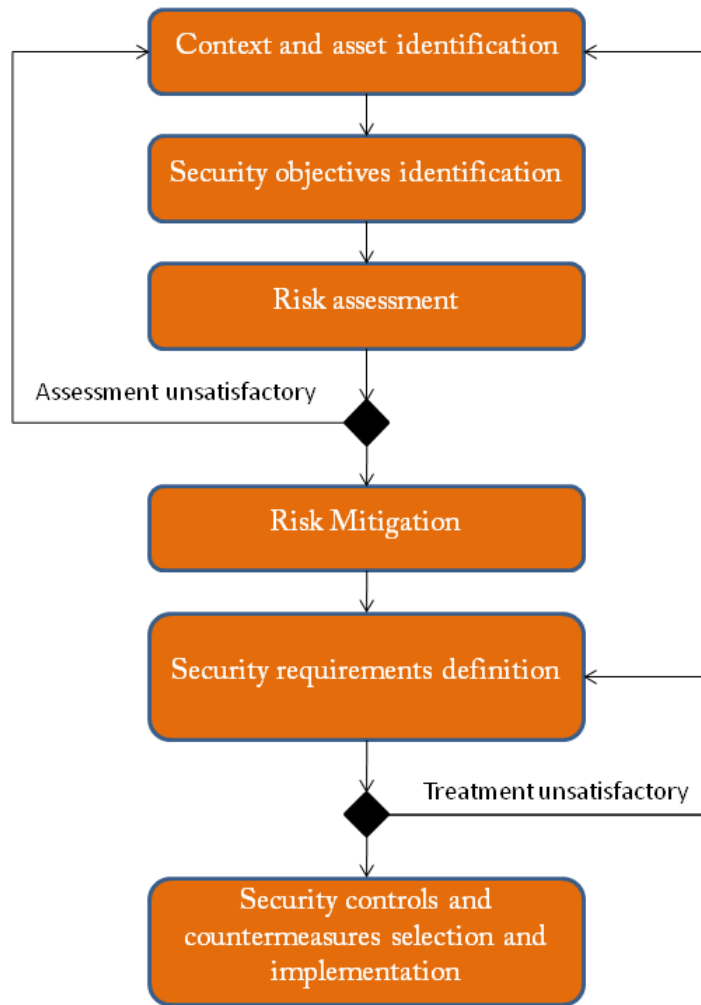 Context and asset identification
Security objectives identification
Risk assessment
Assessment unsatisfactory
Risk Mitigation
Security requirements definition
Treatment unsatisfactory
Security controls and
countermeasures selection and
implementation